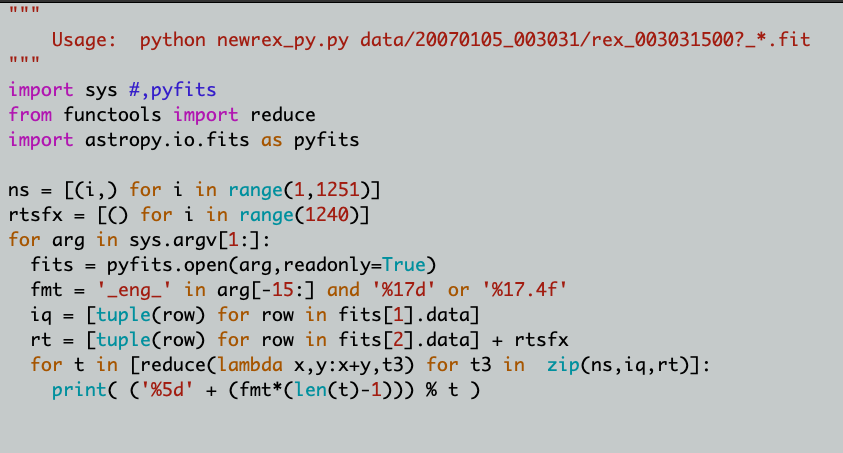 """
    Usage:  python newrex_py.py data/20070105_003031/rex_003031500?_*.fit
"""
import sys #,pyfits
from functools import reduce
import astropy.io.fits as pyfits

ns = [(i,) for i in range(1,1251)]
rtsfx = [() for i in range(1240)]
for arg in sys.argv[1:]:
  fits = pyfits.open(arg,readonly=True)
  fmt = '_eng_' in arg[-15:] and '%17d' or '%17.4f'
  iq = [tuple(row) for row in fits[1].data]
  rt = [tuple(row) for row in fits[2].data] + rtsfx
  for t in [reduce(lambda x,y:x+y,t3) for t3 in  zip(ns,iq,rt)]:
    print( ('%5d' + (fmt*(len(t)-1))) % t )